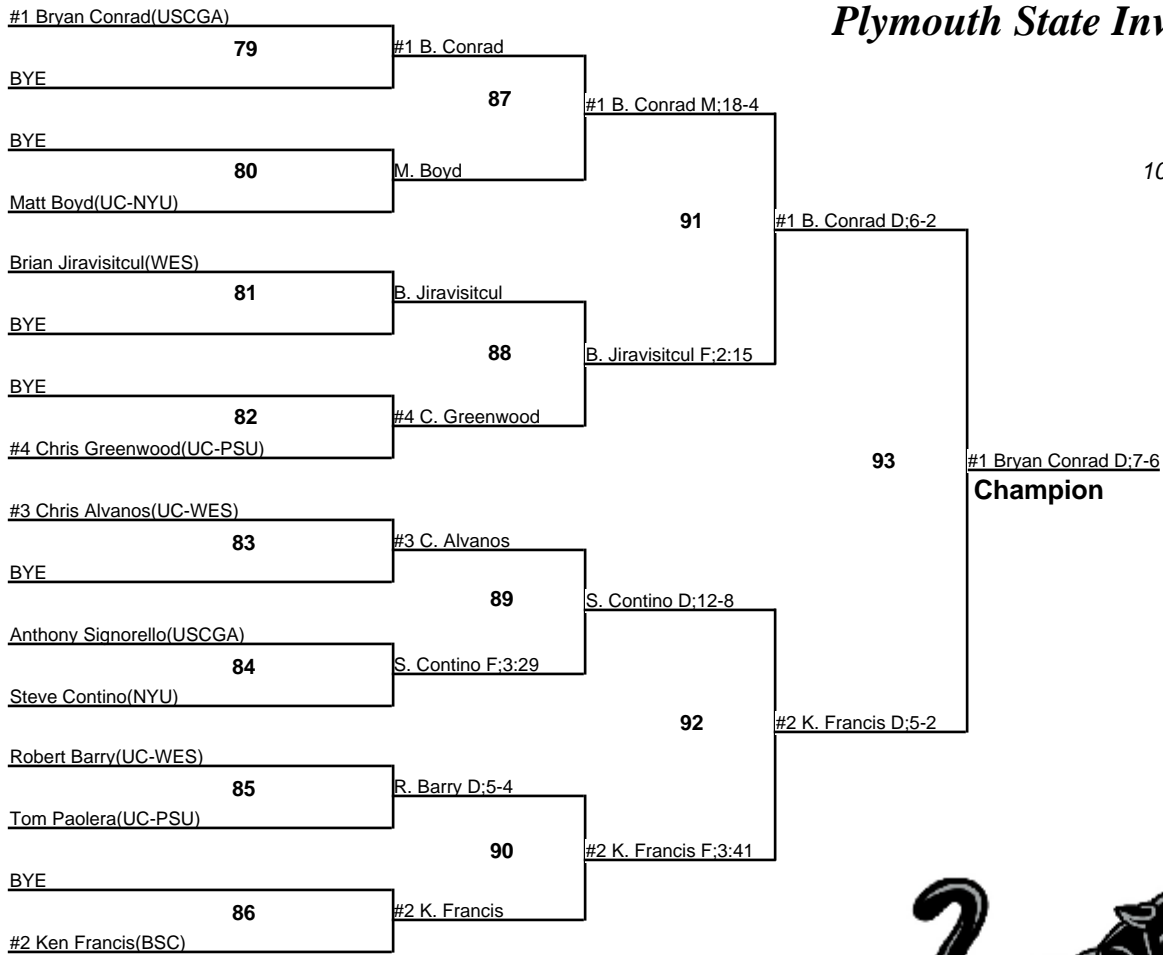 Plymouth State Inv
#1 Bryan Conrad(USCGA)
79
#1 B. Conrad
BYE
87
#1 B. Conrad M;18-4
BYE
80
M. Boyd
10
Matt Boyd(UC-NYU)
91
#1 B. Conrad D;6-2
Brian Jiravisitcul(WES)
81
B. Jiravisitcul
BYE
88
B. Jiravisitcul F;2:15
BYE
82
#4 C. Greenwood
#4 Chris Greenwood(UC-PSU)
93
#1 Bryan Conrad D;7-6
Champion
#3 Chris Alvanos(UC-WES)
83
#3 C. Alvanos
BYE
89
S. Contino D;12-8
Anthony Signorello(USCGA)
84
S. Contino F;3:29
Steve Contino(NYU)
92
#2 K. Francis D;5-2
Robert Barry(UC-WES)
85
R. Barry D;5-4
Tom Paolera(UC-PSU)
90
#2 K. Francis F;3:41
BYE
86
#2 K. Francis
#2 Ken Francis(BSC)